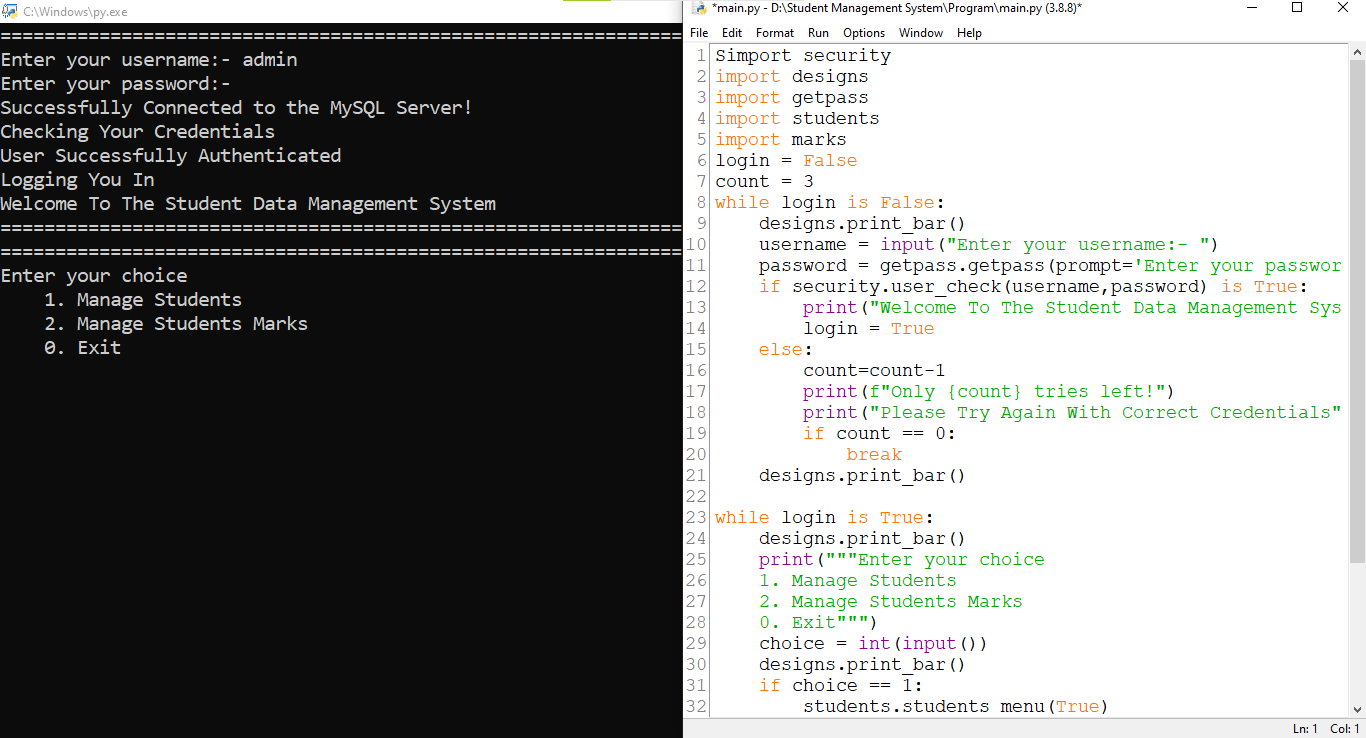 C:\Windows\py.exe
================================================================
Enter your username:- admin
Enter your password:-
Successfully Connected to the MySQL Server!
Checking Your Credentials
User Successfully Authenticated
Logging You In
Welcome To The Student Data Management System
================================================================
================================================================
Enter your choice
    1. Manage Students
    2. Manage Students Marks
    0. Exit
*main.py - D:\Student Management System\Program\main.py (3.8.8)*
File Edit Format Run Options Window Help
1 Simport security
2 import designs
3 import getpass
4 import students
5 import marks
6 login = False
7 count = 3
8 while login is False:
9     designs.print_bar()
10     username = input("Enter your username:- ")
11     password = getpass.getpass(prompt='Enter your passwor
12     if security.user_check(username,password) is True:
13         print("Welcome To The Student Data Management Sys
14         login = True
15     else:
16         count=count-1
17         print(f"Only {count} tries left!")
18         print("Please Try Again With Correct Credentials"
19         if count == 0:
20             break
21     designs.print_bar()
22
23 while login is True:
24     designs.print_bar()
25     print("""Enter your choice
26     1. Manage Students
27     2. Manage Students Marks
28     0. Exit""")
29     choice = int(input())
30     designs.print_bar()
31     if choice == 1:
32         students.students_menu(True)
Ln: 1 Col: 1